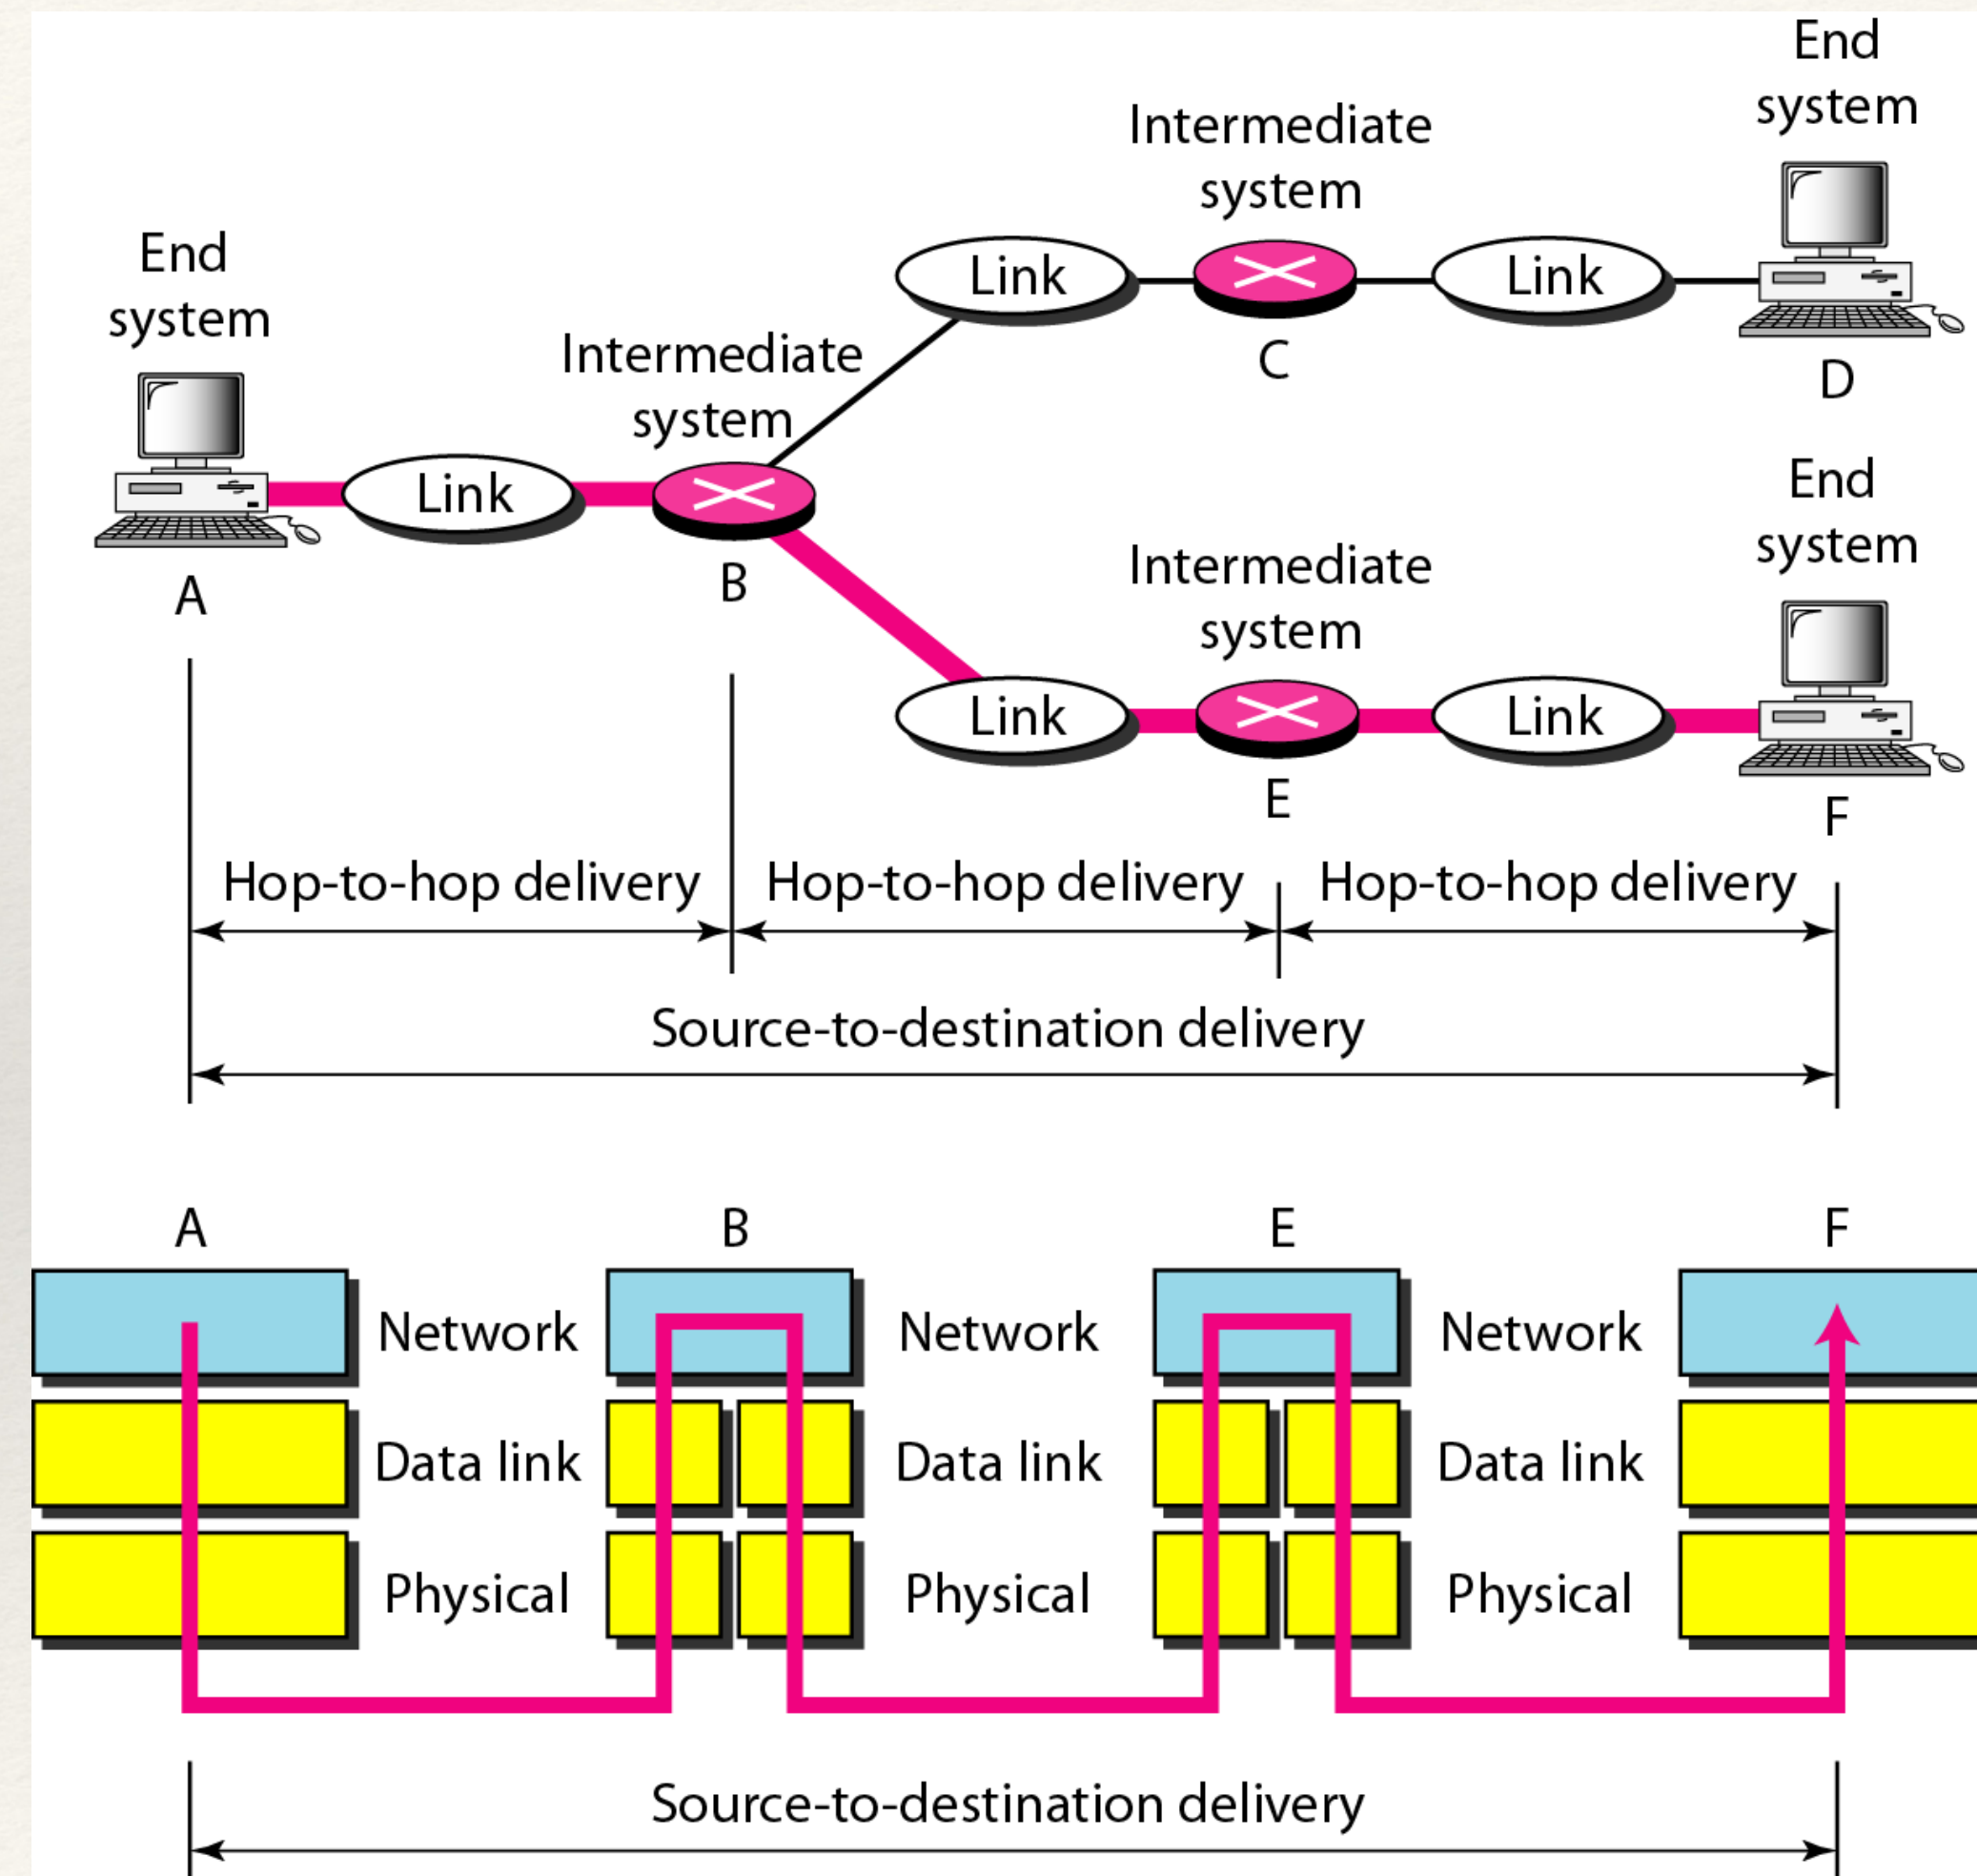 End
system
Intermediate
system
End
system
Link
Link
C
D
Intermediate
system
Link
A
B
End
system
Intermediate
system
Link
Link
E
F
Hop-to-hop delivery
Hop-to-hop delivery
Hop-to-hop delivery
Source-to-destination delivery
A
B
E
F
Network
Network
Network
Data link
Data link
Data link
Physical
Physical
Physical
Source-to-destination delivery